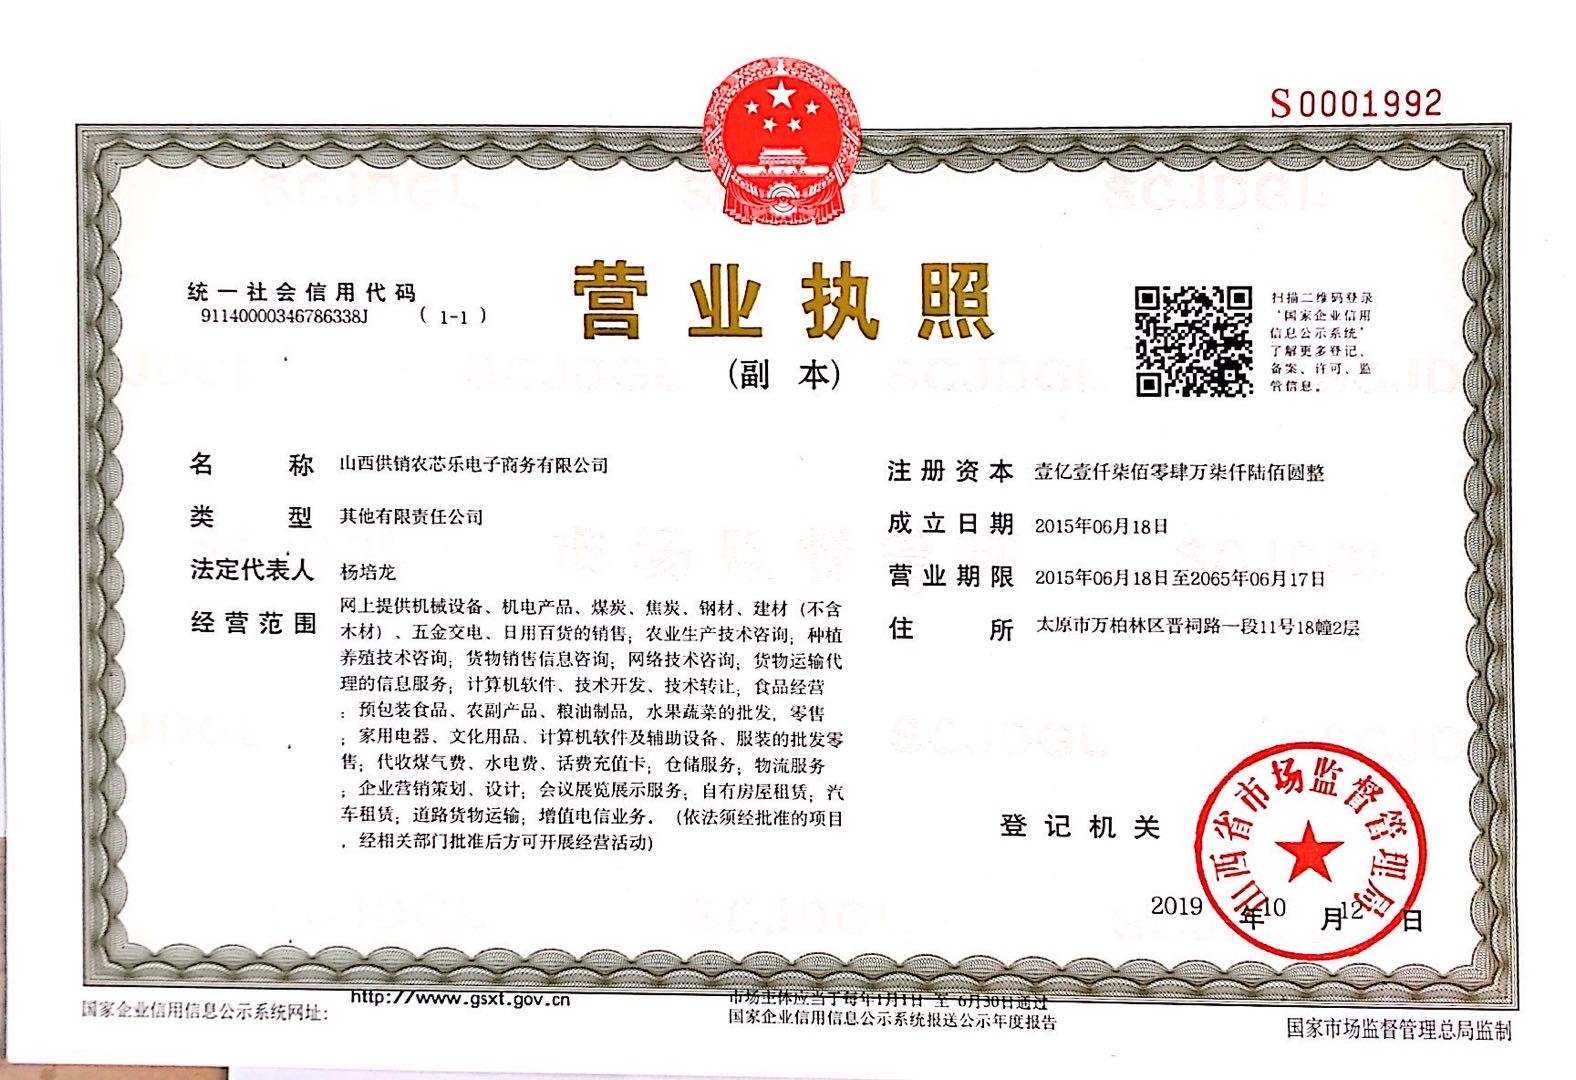 S0001992
统一社会信用代码
91140000346786338J （1-1）
营业执照
(副 本)
扫描二维码登录
‘国家企业信用
信息公示系统’
了解更多登记、
备案、许可、监
管信息。
名 称 山西供销农芯乐电子商务有限公司
类 型 其他有限责任公司
法定代表人 杨培龙
经营范围 网上提供机械设备、机电产品、煤炭、焦炭、钢材、建材（不含
木材）、五金交电、日用百货的销售；农业生产技术咨询；种植
养殖技术咨询；货物销售信息咨询；网络技术咨询；货物运输代
理的信息服务；计算机软件、技术开发、技术转让；食品经营
：预包装食品、农副产品、粮油制品，水果蔬菜的批发，零售
；家用电器、文化用品、计算机软件及辅助设备、服装的批发零
售；代收煤气费、水电费、话费充值卡；仓储服务；物流服务
；企业营销策划、设计；会议展览展示服务；自有房屋租赁；汽
车租赁；道路货物运输；增值电信业务。（依法须经批准的项目
，经相关部门批准后方可开展经营活动）
注册资本 壹亿壹仟柒佰零肆万柒仟陆佰圆整
成立日期 2015年06月18日
营业期限 2015年06月18日至2065年06月17日
住 所 太原市万柏林区晋祠路一段11号18幢2层
登记机关
山西省市场监督管理局
2019 年10 月12 日
国家企业信用信息公示系统网址：
http://www.gsxt.gov.cn
市场主体应当于每年1月1日 至 6月30日通过
国家企业信用信息公示系统报送公示年度报告
国家市场监督管理总局监制